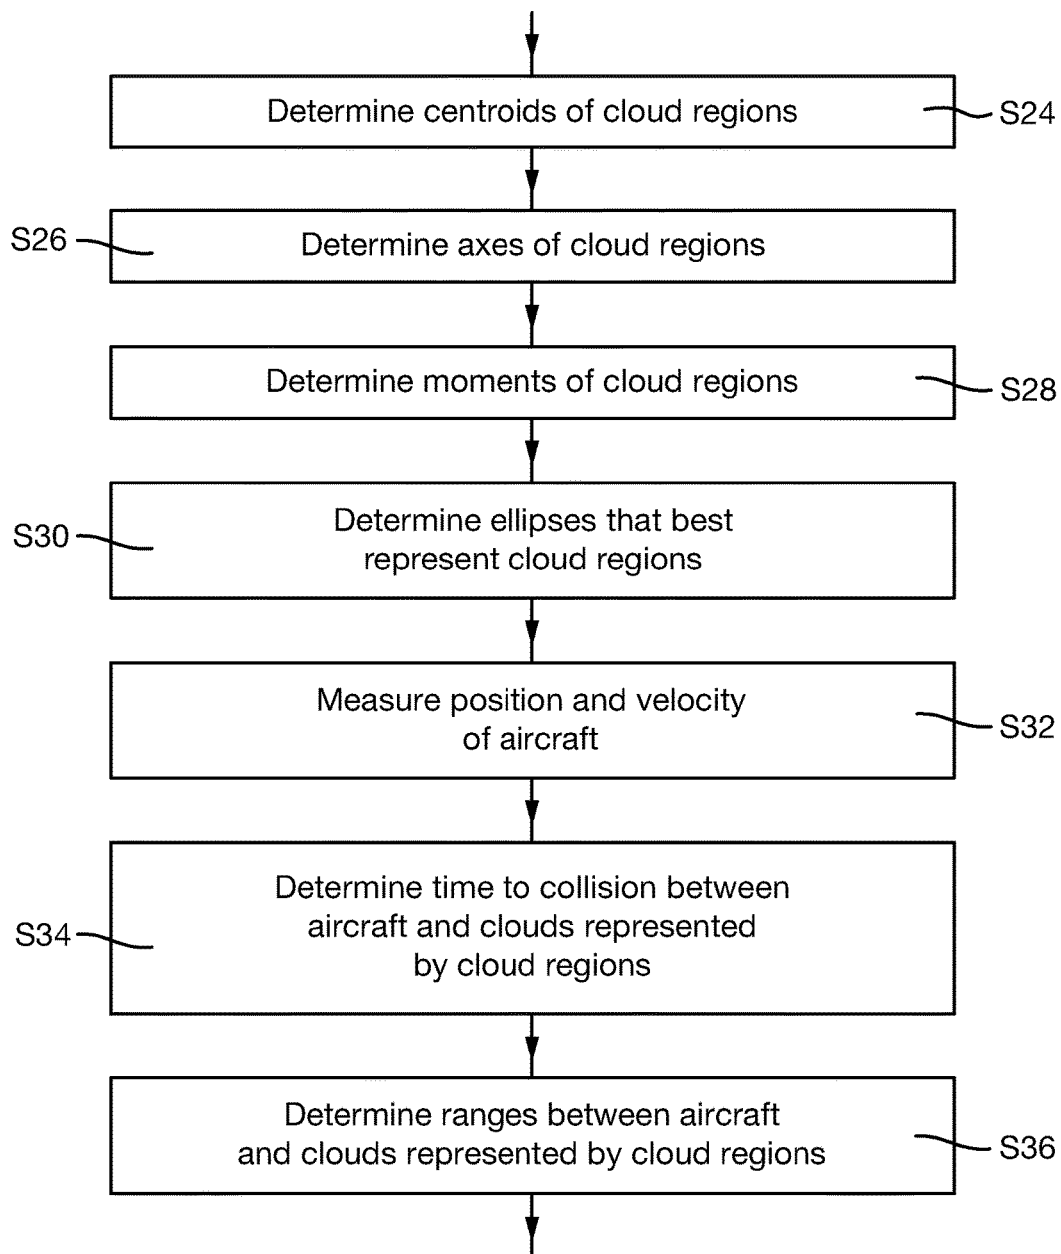 Determine centroids of cloud regions
S24
S26
Determine axes of cloud regions
Determine moments of cloud regions
S28
S30
Determine ellipses that best
represent cloud regions
Measure position and velocity
of aircraft
S32
S34
Determine time to collision between
aircraft and clouds represented
by cloud regions
Determine ranges between aircraft
and clouds represented by cloud regions
S36